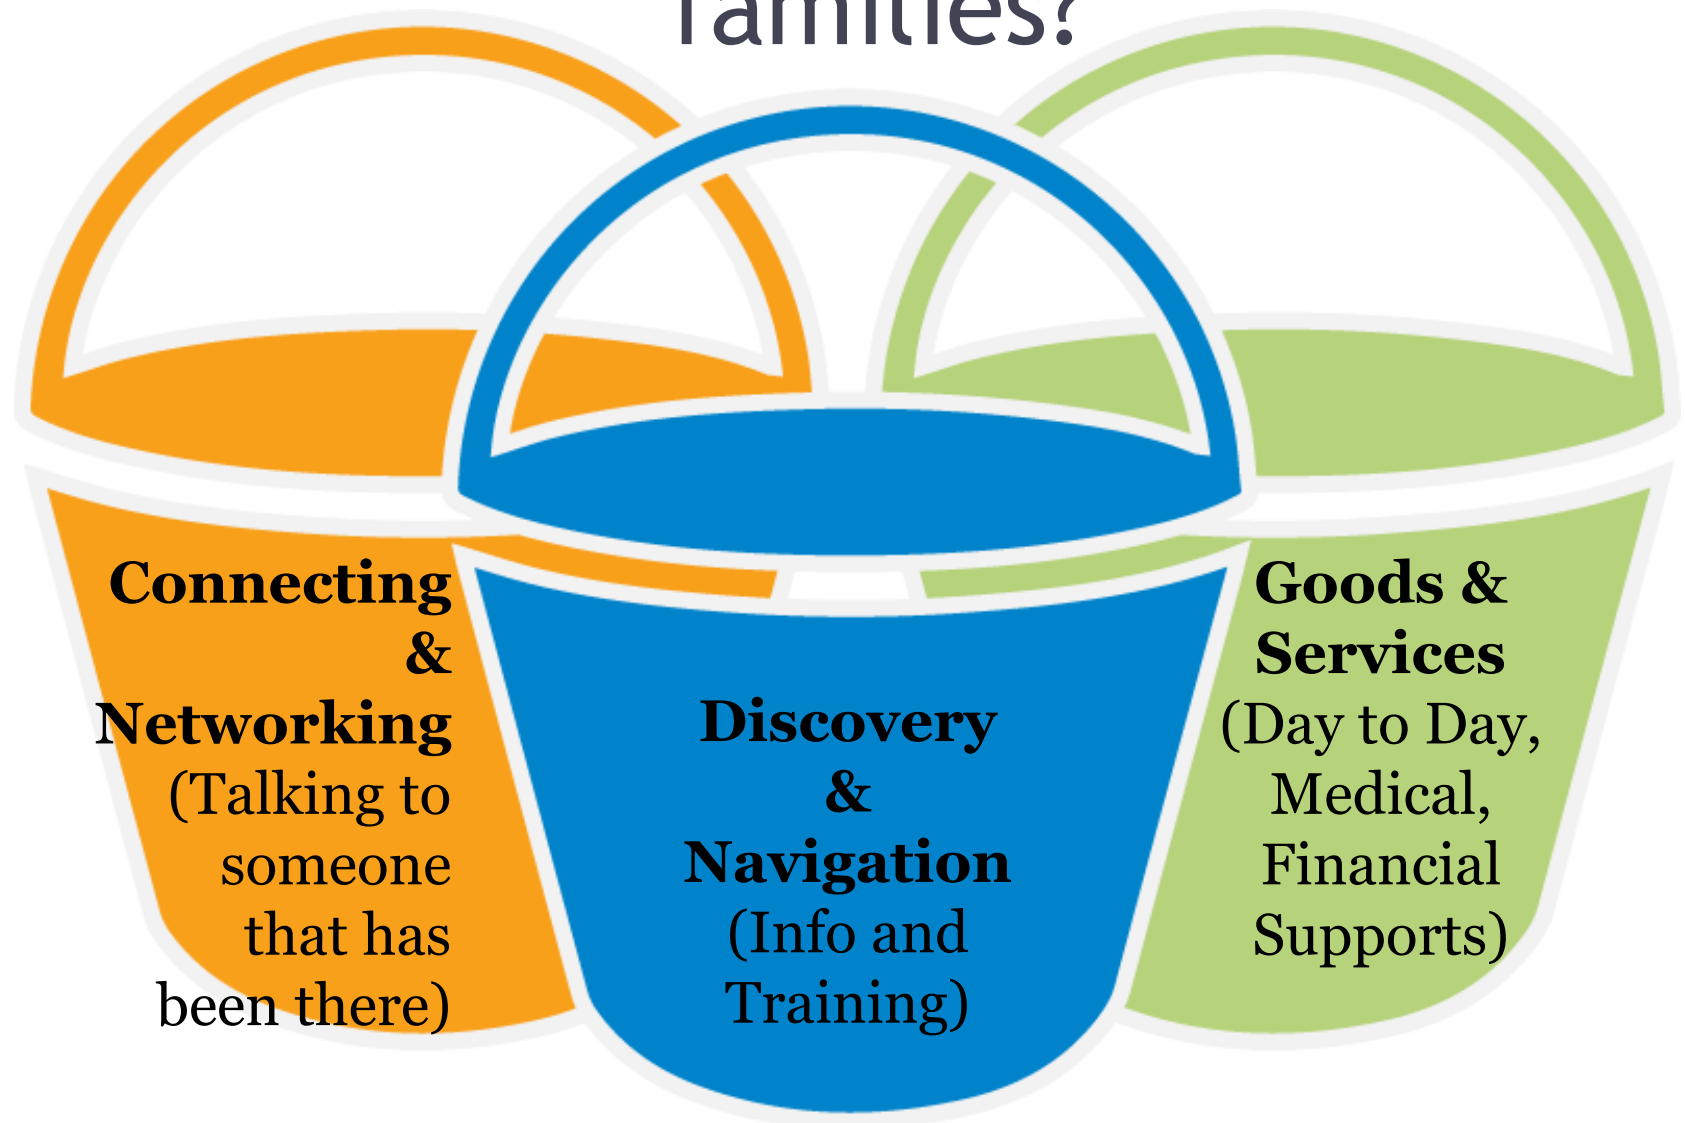 families?
Connecting
&
Networking
(Talking to
someone
that has
been there)
Discovery
&
Navigation
(Info and
Training)
Goods &
Services
(Day to Day,
Medical,
Financial
Supports)